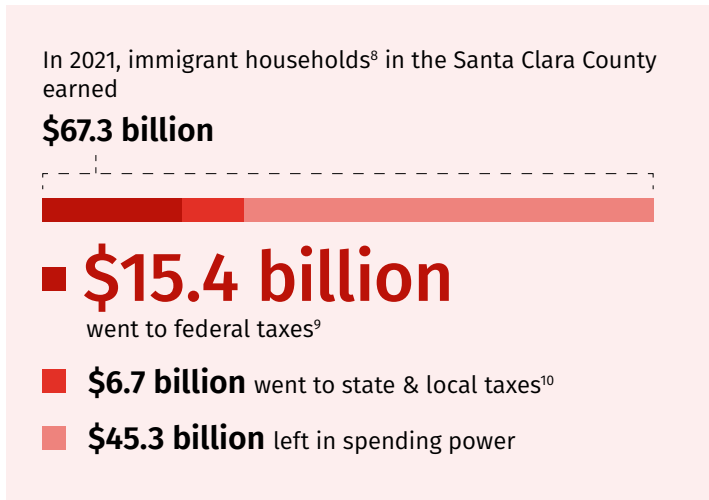 In 2021, immigrant households⁸ in the Santa Clara County
earned
$67.3 billion
$15.4 billion
went to federal taxes⁹
$6.7 billion went to state & local taxes¹⁰
$45.3 billion left in spending power